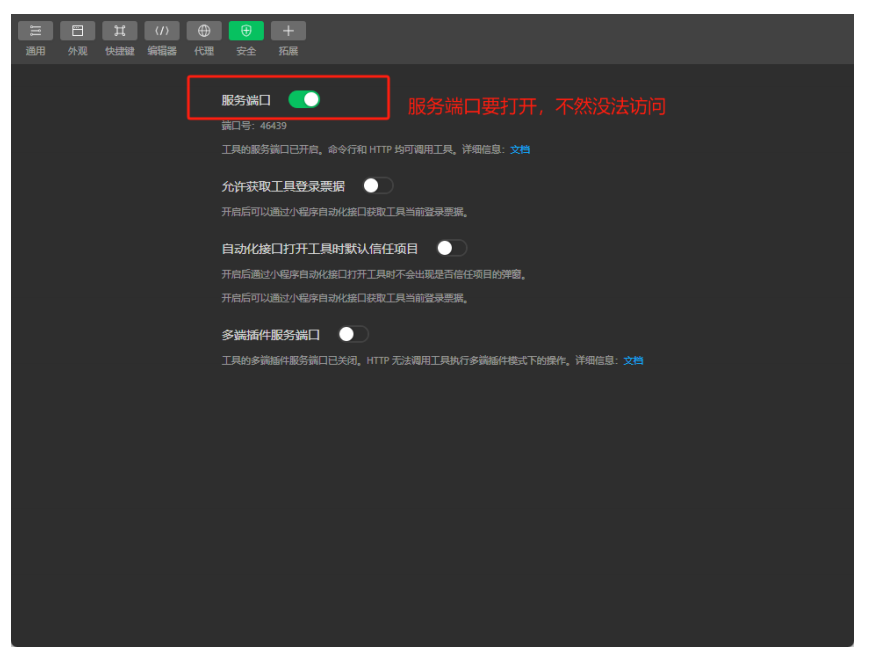 通用 外观 快捷键 编辑器 代理 安全 拓展
服务端口
服务端口要打开，不然没法访问
端口号：46439
工具的服务端口已开启。命令行和 HTTP 均可调用工具。详细信息：文档
允许获取工具登录票据
开启后可以通过小程序自动化接口获取工具当前登录票据。
自动化接口打开工具时默认信任项目
开启后通过小程序自动化接口打开工具时不会出现是否信任项目的弹窗。
开启后可以通过小程序自动化接口获取工具当前登录票据。
多端插件服务端口
工具的多端插件服务端口已关闭，HTTP 无法调用工具执行多端插件模式下的操作。详细信息：文档